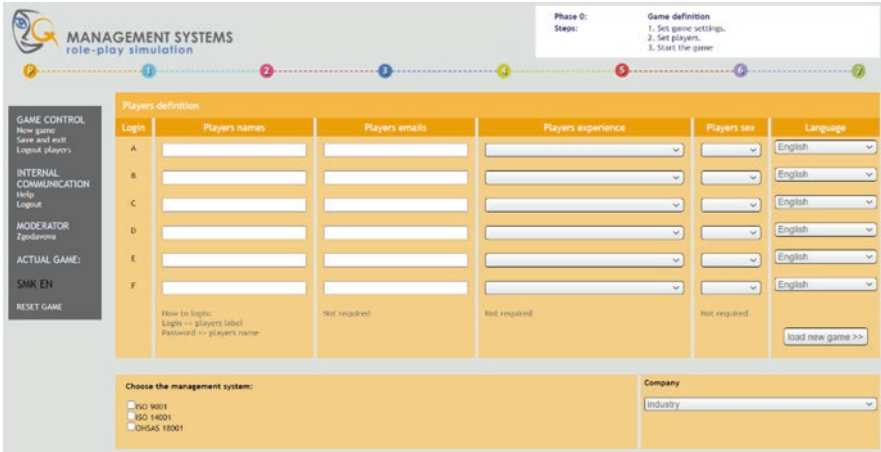 MANAGEMENT SYSTEMS
role-play simulation
Phase 0: Game definition
Steps: 1. Set game settings.
2. Set players.
3. Start the game
P 1 2 3 4 5 6 7
GAME CONTROL
New game
Save and exit
Logout players
INTERNAL
COMMUNICATION
Help
Logout
MODERATOR
Zgodavova
ACTUAL GAME:
SMK EN
RESET GAME
Players definition
Login Players names Players emails Players experience Players sex Language
A English
B English
C English
D English
E English
F English
How to login:
Login => players label
Password => players name
Not required
Not required
Not required
load new game >>
Choose the management system:
ISO 9001
ISO 14001
OHSAS 18001
Company
industry